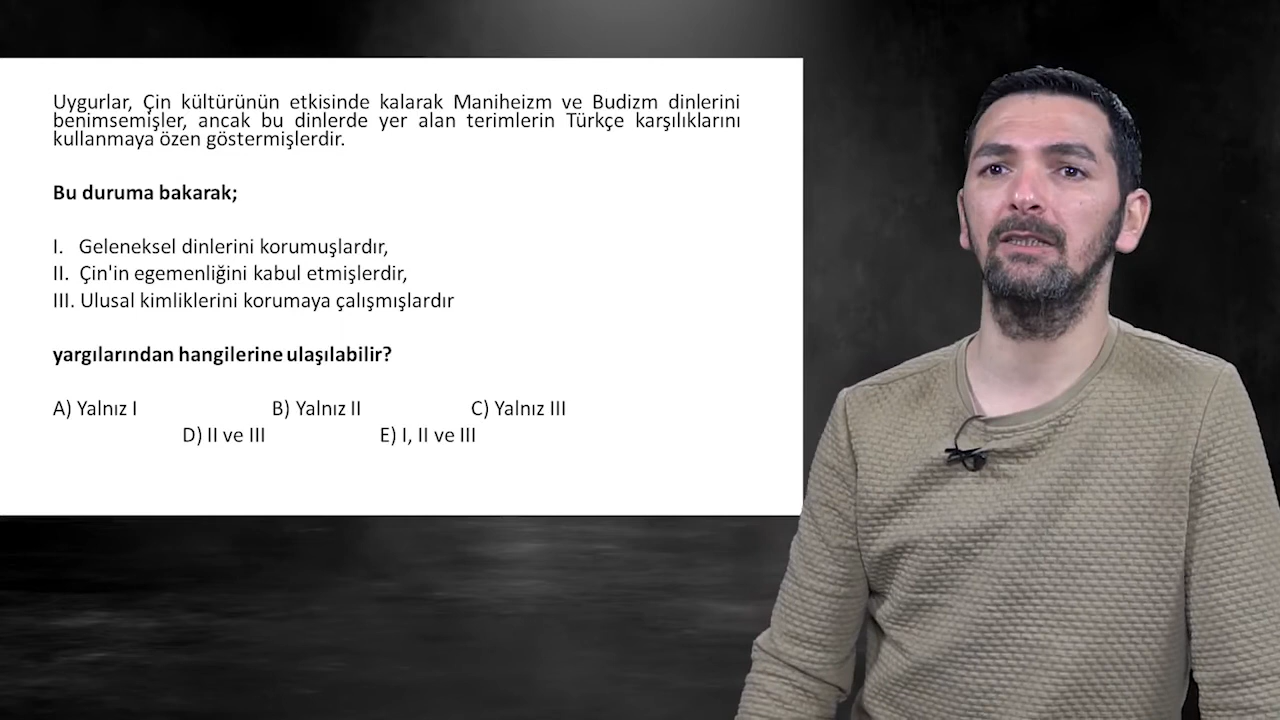 Uygurlar, Çin kültürünün etkisinde kalarak Maniheizm ve Budizm dinlerini
benimsemişler, ancak bu dinlerde yer alan terimlerin Türkçe karşılıklarını
kullanmaya özen göstermişlerdir.
Bu duruma bakarak;
I. Geleneksel dinlerini korumuşlardır,
II. Çin'in egemenliğini kabul etmişlerdir,
III. Ulusal kimliklerini korumaya çalışmışlardır
yargılarından hangilerine ulaşılabilir?
A) Yalnız I B) Yalnız II C) Yalnız III
D) II ve III E) I, II ve III